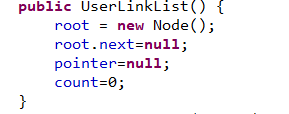 public UserLinkList() {
root = new Node();
root.next=null;
pointer=null;
count=0;
}